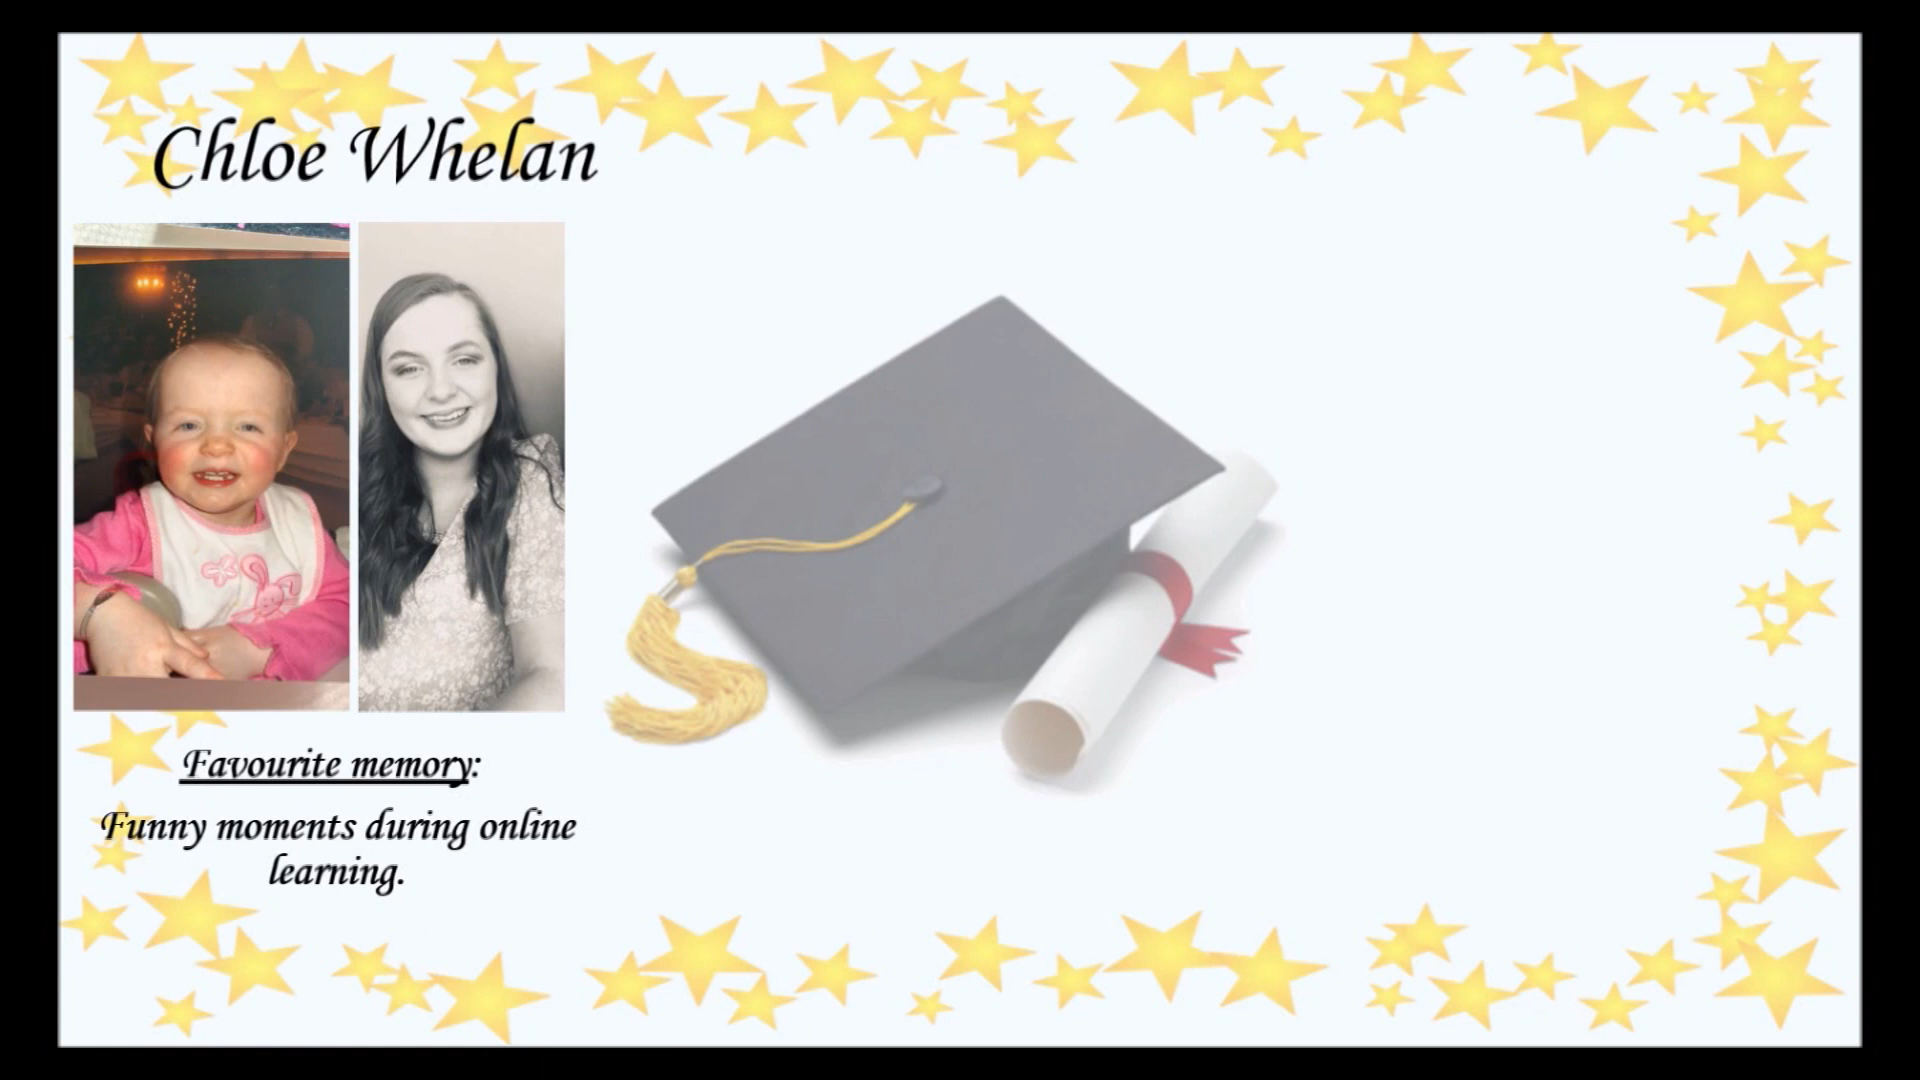 Chloe Whelan
Favourite memory:
Funny moments during online
learning.